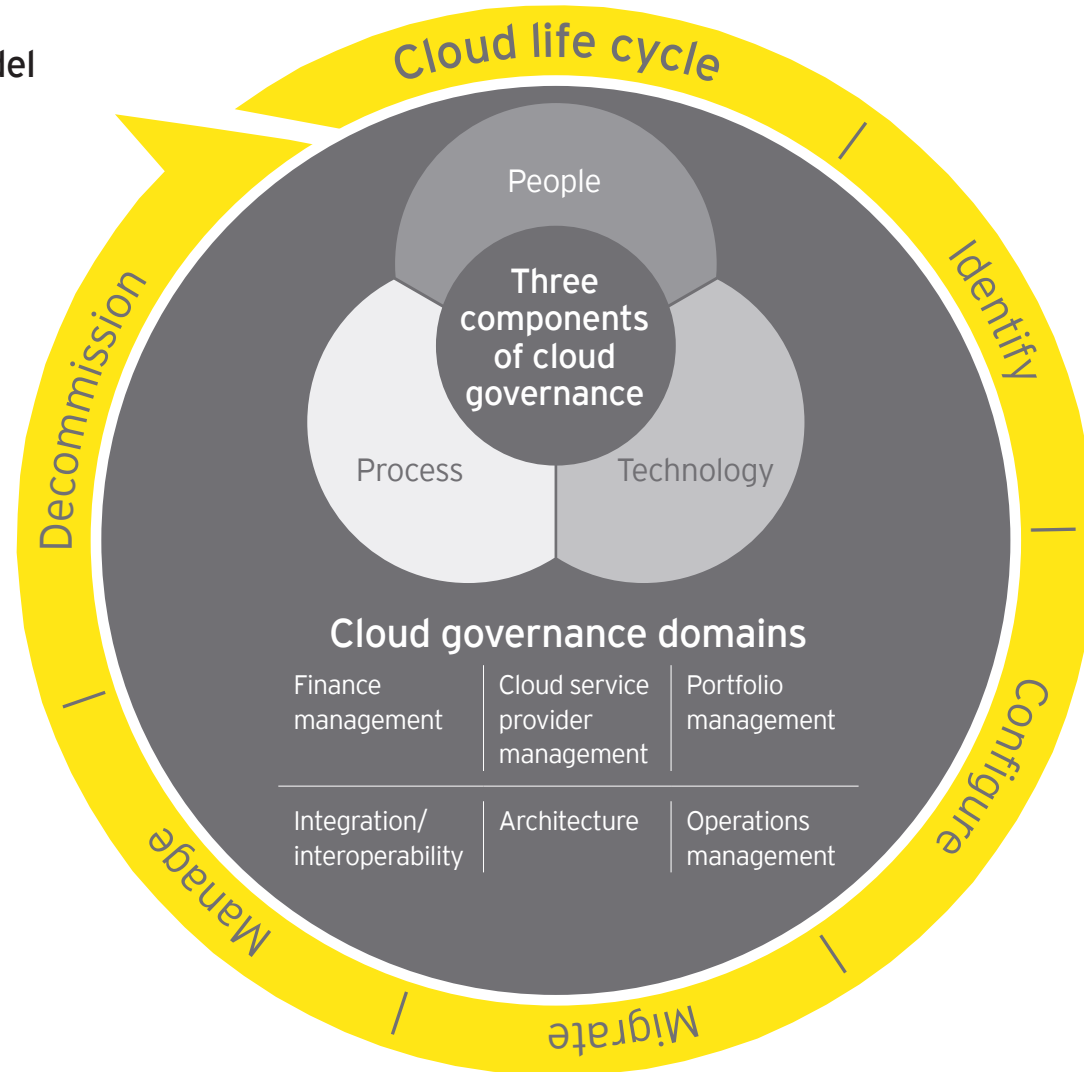 del
Cloud life cycle
Identify
Configure
Migrate
Manage
Decommission
People
Three
components
of cloud
governance
Process
Technology
Cloud governance domains
Finance
management
Cloud service
provider
management
Portfolio
management
Integration/
interoperability
Architecture
Operations
management